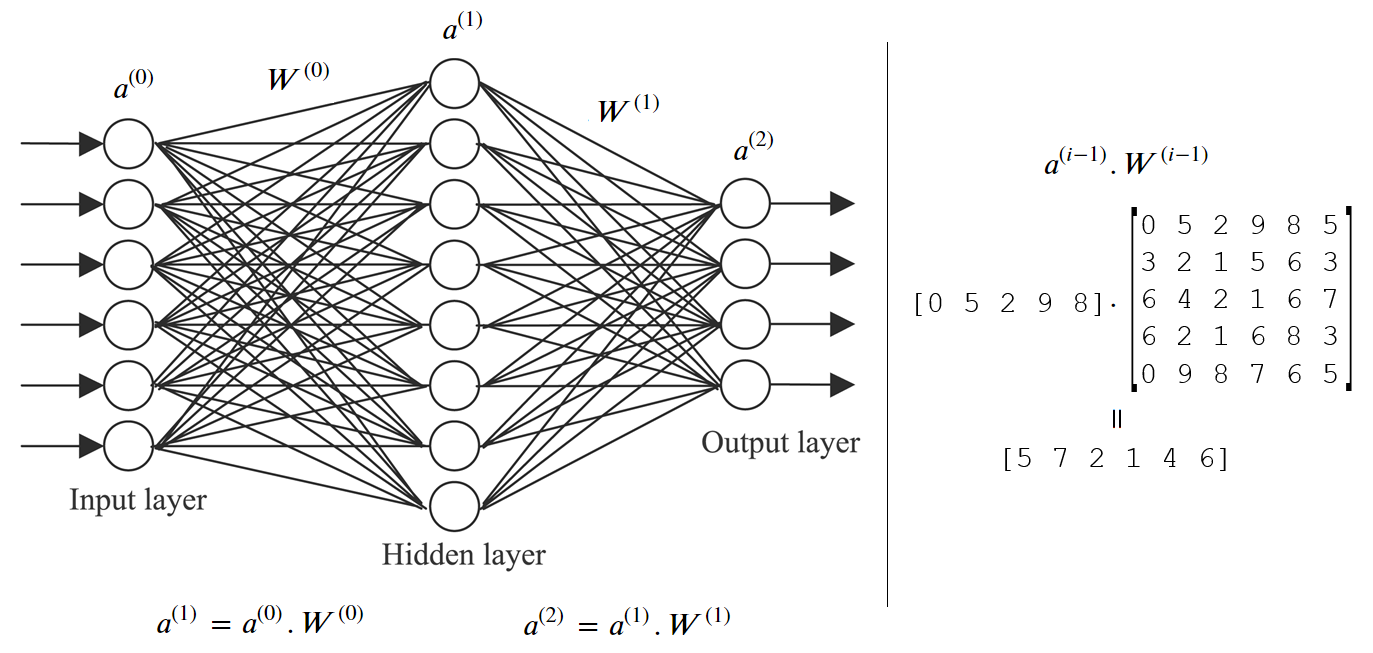 a⁽¹⁾
a⁽⁰⁾
W⁽⁰⁾
W⁽¹⁾
a⁽²⁾
Input layer
Hidden layer
Output layer
a⁽¹⁾ = a⁽⁰⁾ . W⁽⁰⁾
a⁽²⁾ = a⁽¹⁾ . W⁽¹⁾
a⁽ⁱ⁻¹⁾ . W⁽ⁱ⁻¹⁾
[0 5 2 9 8] ·
0 5 2 9 8 5
3 2 1 5 6 3
6 4 2 1 6 7
6 2 1 6 8 3
0 9 8 7 6 5
=
[5 7 2 1 4 6]